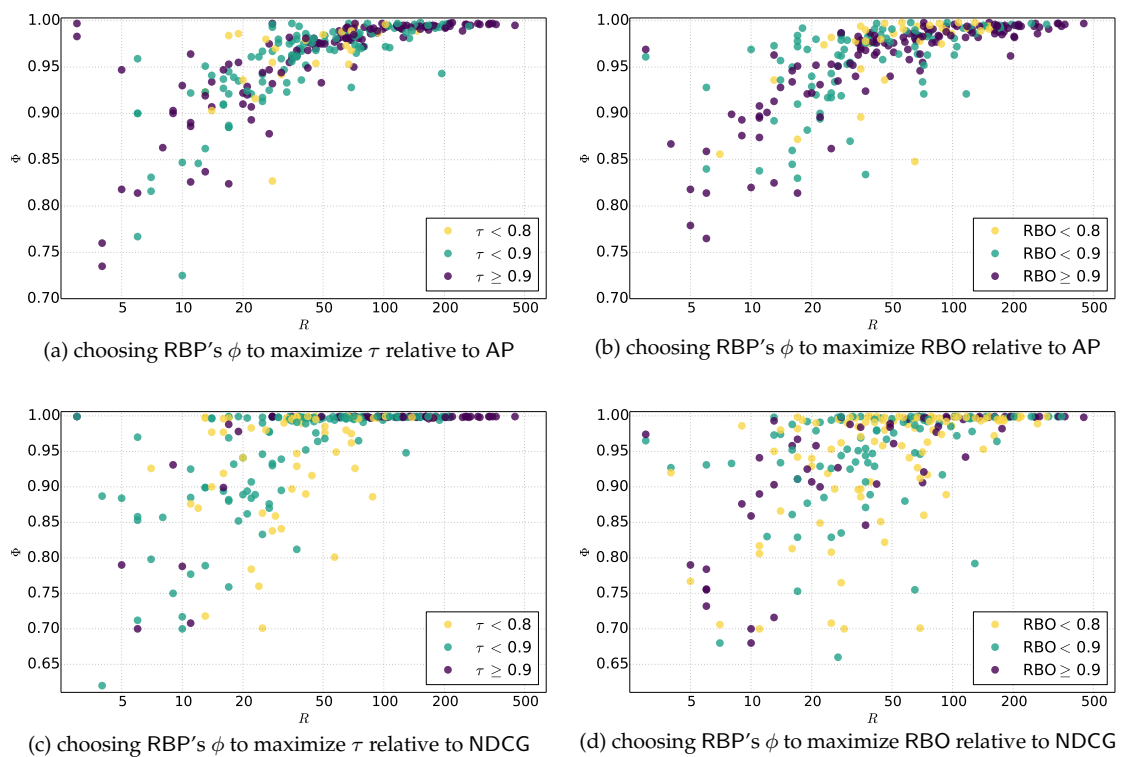 1.00
0.95
0.90
0.85
0.80
0.75
0.70
Φ
τ < 0.8
τ < 0.9
τ ≥ 0.9
5 10 20 50 100 200 500
R
(a) choosing RBP's ϕ to maximize τ relative to AP
1.00
0.95
0.90
0.85
0.80
0.75
0.70
Φ
RBO < 0.8
RBO < 0.9
RBO ≥ 0.9
5 10 20 50 100 200 500
R
(b) choosing RBP's ϕ to maximize RBO relative to AP
1.00
0.95
0.90
0.85
0.80
0.75
0.70
0.65
Φ
τ < 0.8
τ < 0.9
τ ≥ 0.9
5 10 20 50 100 200 500
R
(c) choosing RBP's ϕ to maximize τ relative to NDCG
1.00
0.95
0.90
0.85
0.80
0.75
0.70
0.65
Φ
RBO < 0.8
RBO < 0.9
RBO ≥ 0.9
5 10 20 50 100 200 500
R
(d) choosing RBP's ϕ to maximize RBO relative to NDCG